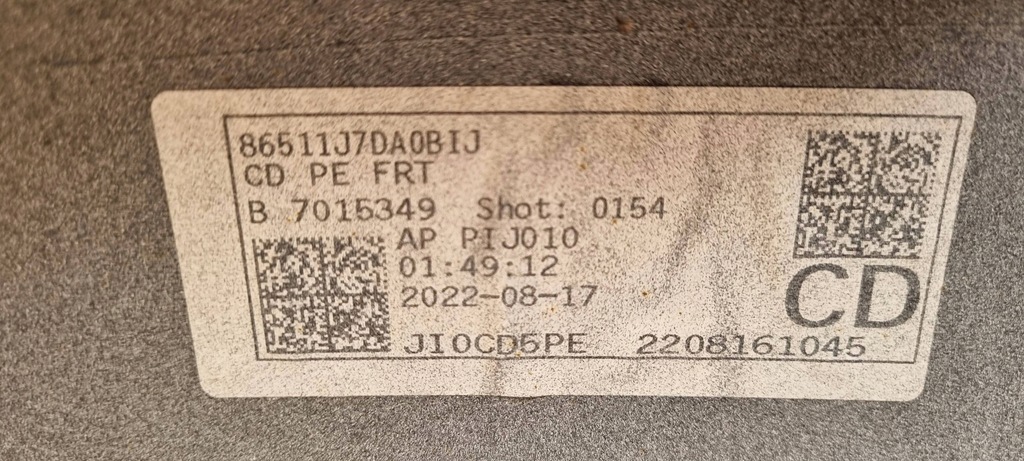 86511J7DA0BIJ
CD PE FRT
B 7015349 Shot: 0154
AP PIJ010
01:49:12
2022-08-17
CD
JI0CD5PE 2208161045